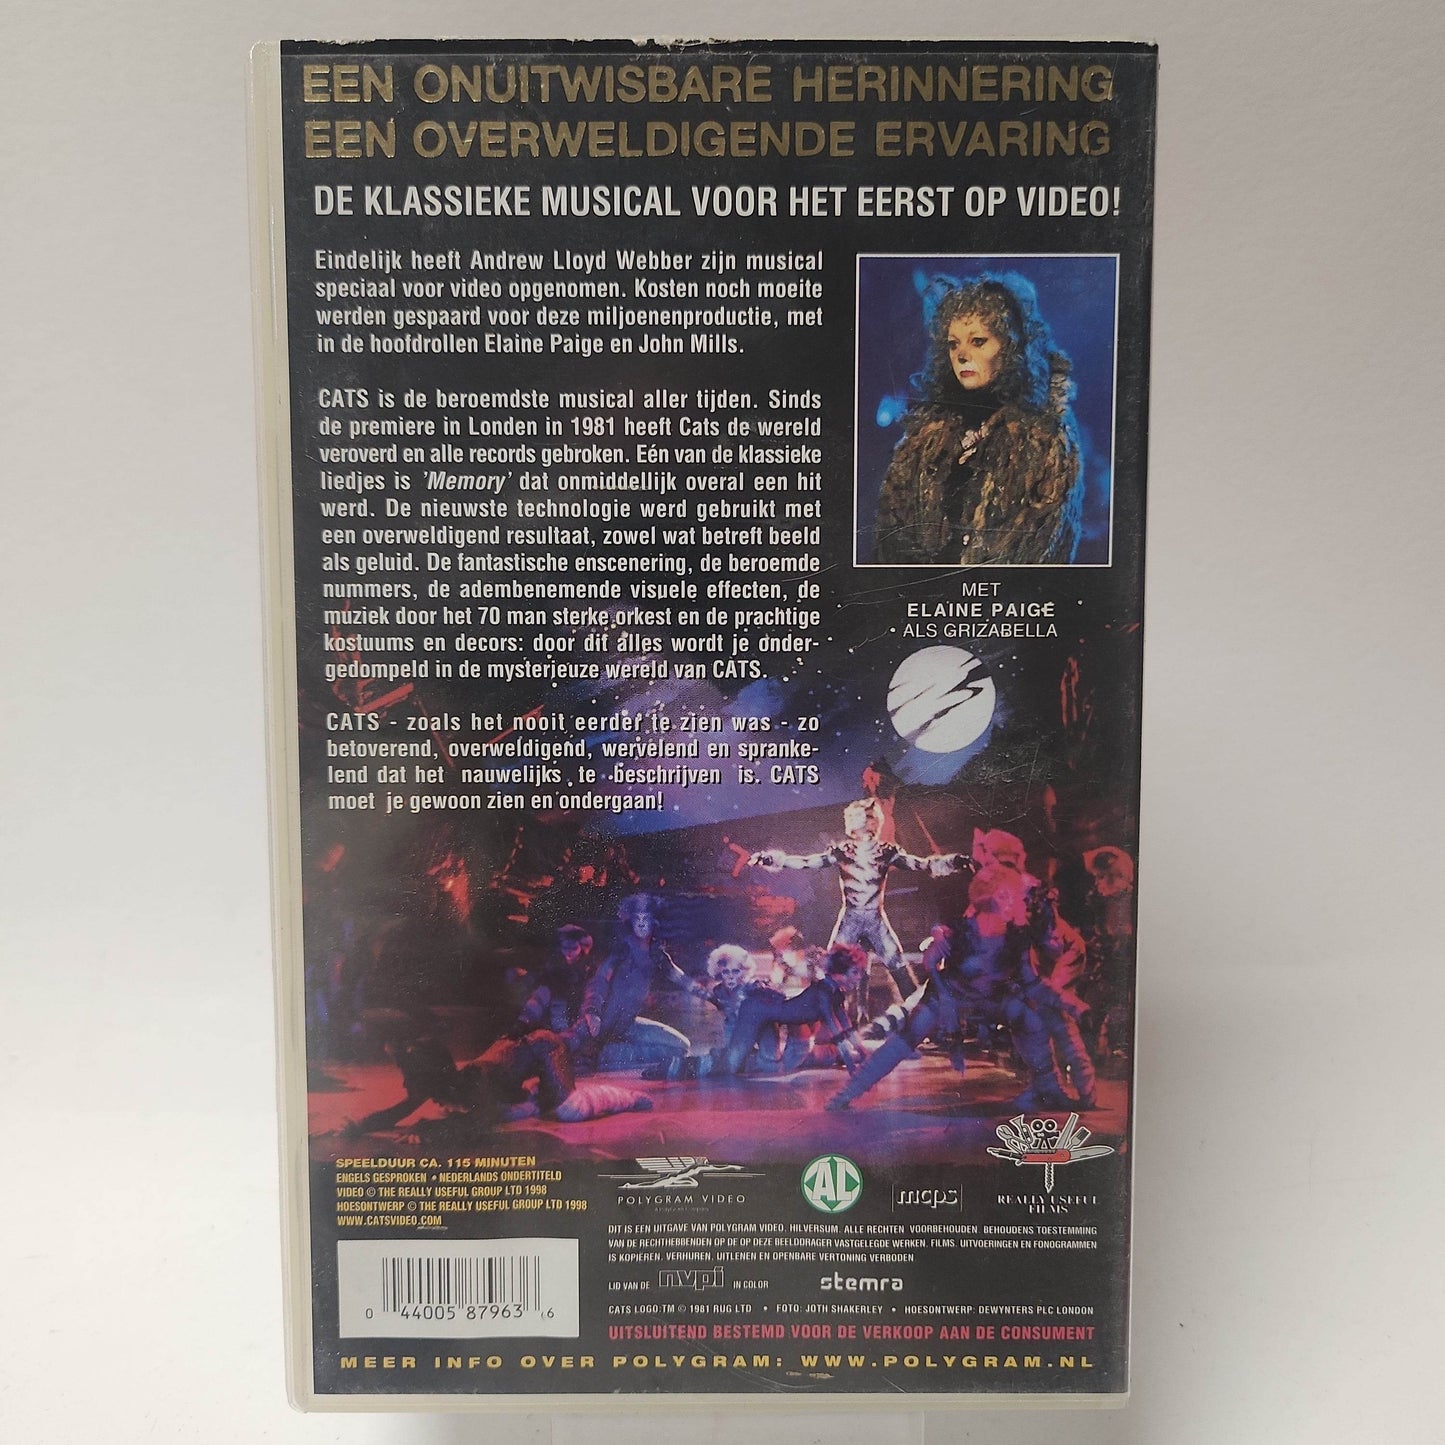 EEN ONUITWISBARE HERINNERING
EEN OVERWELDIGENDE ERVARING
DE KLASSIEKE MUSICAL VOOR HET EERST OP VIDEO!
Eindelijk heeft Andrew Lloyd Webber zijn musical
speciaal voor video opgenomen. Kosten noch moeite
werden gespaard voor deze miljoenenproductie, met
in de hoofdrollen Elaine Paige en John Mills.
CATS is de beroemdste musical aller tijden. Sinds
de premiere in Londen in 1981 heeft Cats de wereld
veroverd en alle records gebroken. Eén van de klassieke
liedjes is 'Memory' dat onmiddellijk overal een hit
werd. De nieuwste technologie werd gebruikt met
een overweldigend resultaat, zowel wat betreft beeld
als geluid. De fantastische enscenering, de beroemde
nummers, de adembenemende visuele effecten, de
muziek door het 70 man sterke orkest en de prachtige
kostuums en decors: door dit alles wordt je onder-
gedompeld in de mysterieuze wereld van CATS.
CATS - zoals het nooit eerder te zien was - zo
betoverend, overweldigend, wervelend en spranke-
lend dat het nauwelijks te beschrijven is. CATS
moet je gewoon zien en ondergaan!
MET
ELAINE PAIGE
ALS GRIZABELLA
SPEELDUUR CA. 115 MINUTEN
ENGELS GESPROKEN • NEDERLANDS ONDERTITELD
VIDEO © THE REALLY USEFUL GROUP LTD 1998
HOESONTWERP © THE REALLY USEFUL GROUP LTD 1998
WWW.CATSVIDEO.COM
POLYGRAM VIDEO
AL
mcps
REALLY USEFUL
FILMS
DIT IS EEN UITGAVE VAN POLYGRAM VIDEO, HILVERSUM. ALLE RECHTEN VOORBEHOUDEN. BEHOUDENS TOESTEMMING
VAN DE RECHTHEBBENDEN OP DE OP DEZE BEELDDRAGER VASTGELEGDE WERKEN, FILMS, UITVOERINGEN EN FONOGRAMMEN
IS KOPIËREN, VERHUREN, UITLENEN EN OPENBARE VERTONING VERBODEN
LID VAN DE nvpi IN COLOR
stemra
CATS LOGO:TM © 1981 RUG LTD • FOTO: JOTH SHAKERLEY • HOESONTWERP: DEWYNTERS PLC LONDON
UITSLUITEND BESTEMD VOOR DE VERKOOP AAN DE CONSUMENT
0 44005 87963 6
MEER INFO OVER POLYGRAM: WWW.POLYGRAM.NL